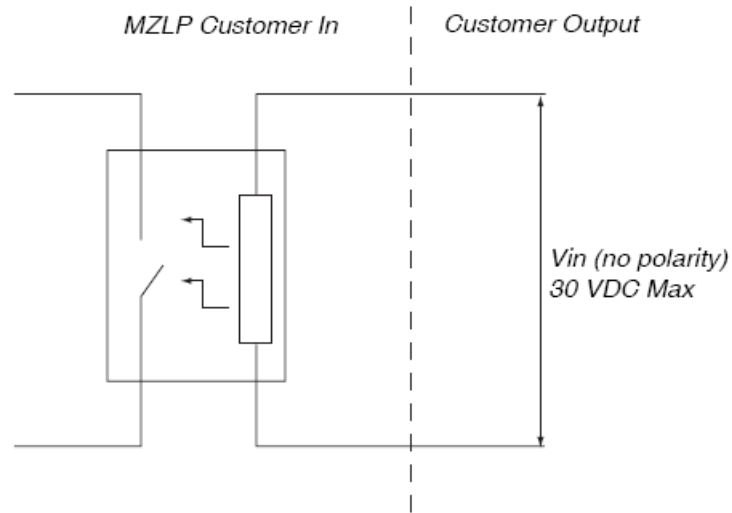 MZLP Customer In
Customer Output
Vin (no polarity)
30 VDC Max